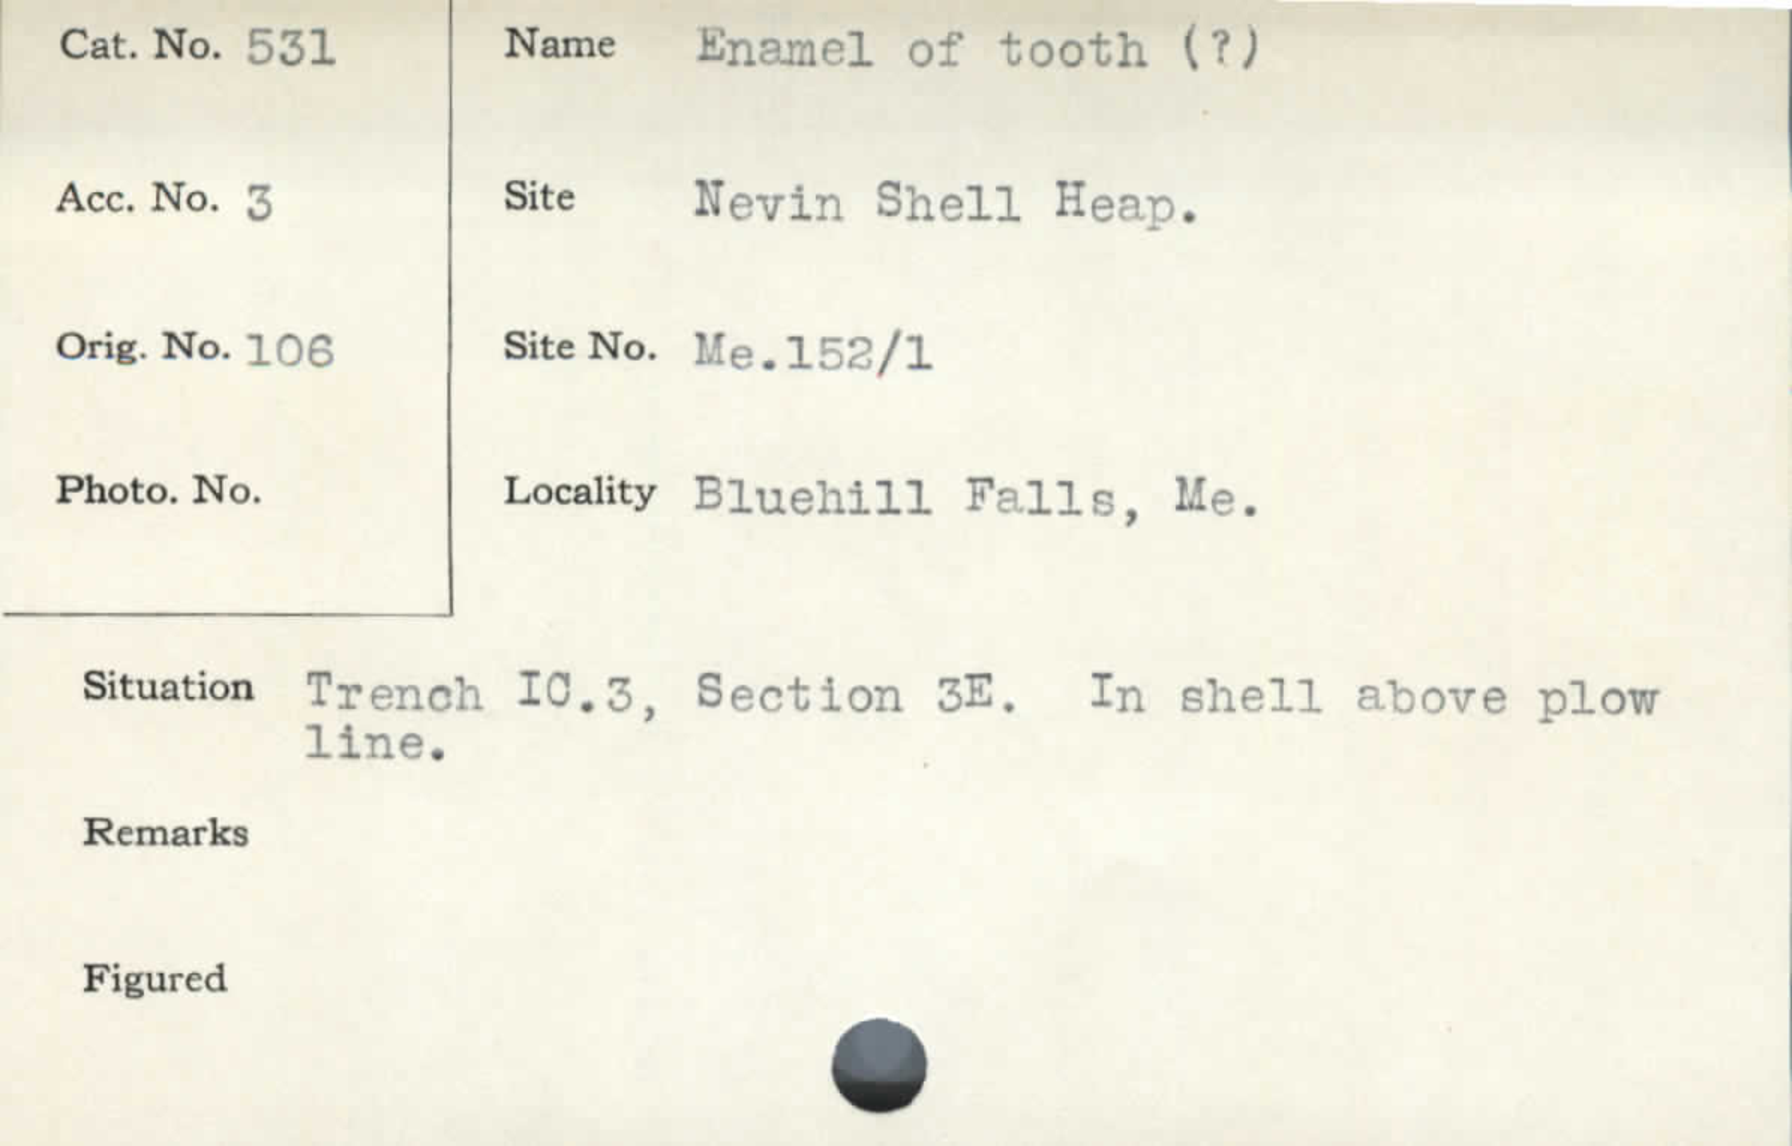 Cat. No. 531
Name Enamel of tooth (?)
Acc. No. 3
Site Nevin Shell Heap.
Orig. No. 106
Site No. Me.152/1
Photo. No.
Locality Bluehill Falls, Me.
Situation Trench IC.3, Section 3E. In shell above plow
line.
Remarks
Figured